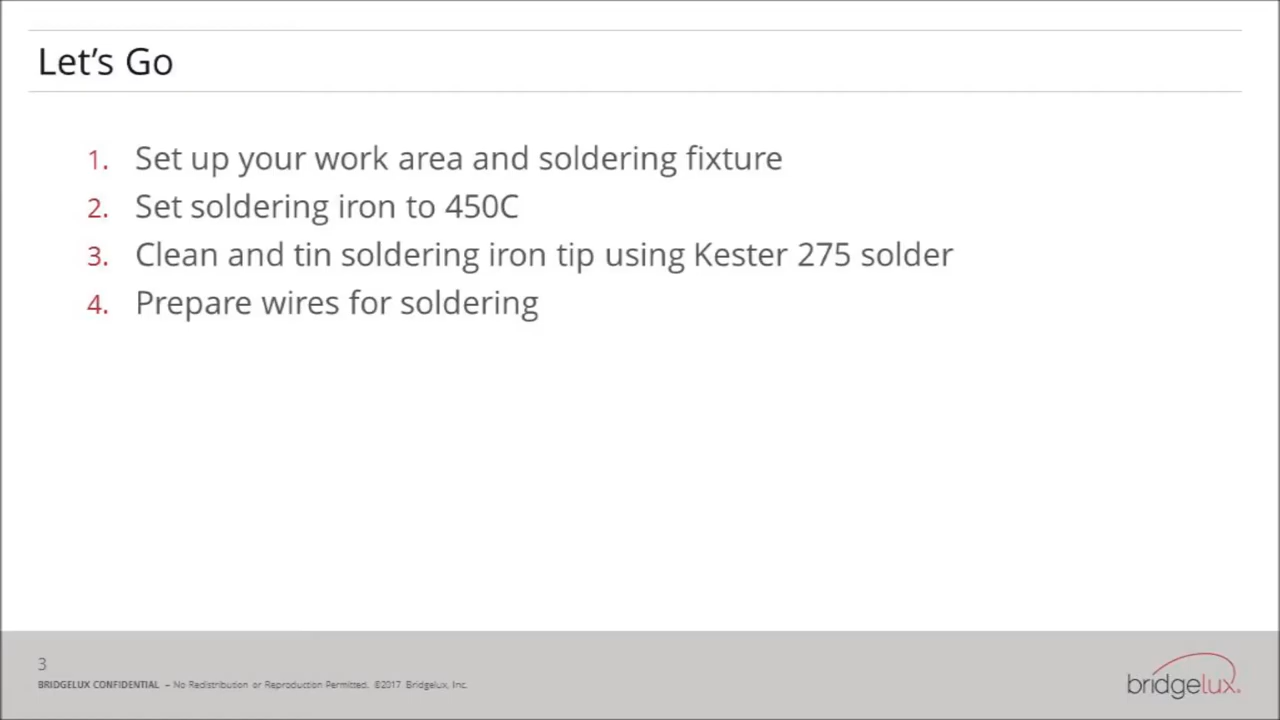 Let's Go
1. Set up your work area and soldering fixture
2. Set soldering iron to 450C
3. Clean and tin soldering iron tip using Kester 275 solder
4. Prepare wires for soldering
3
BRIDGELUX CONFIDENTIAL – No Redistribution or Reproduction Permitted. ©2017 Bridgelux, Inc.
bridgelux.